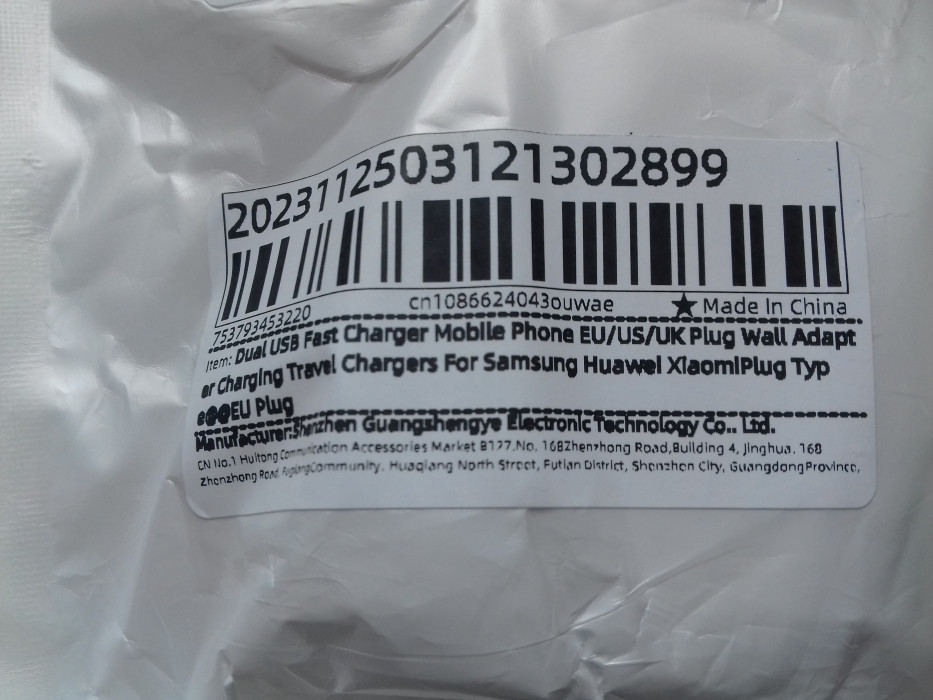 2023112503121302899
753793453220
cn1086624043ouwae
★ Made In China
Item: Dual USB Fast Charger Mobile Phone EU/US/UK Plug Wall Adapt
er Charging Travel Chargers For Samsung Huawei XiaomiPlug Typ
e@@EU Plug
Manufacturer:Shenzhen Guangshengye Electronic Technology Co.. Ltd.
CN No.1 Huitong Communication Accessories Market B127,No. 168Zhenzhong Road,Building 4, Jinghua. 168
Zhenzhong Road, FuqiangCommunity. Huaqiang North Street, Futian District, Shenzhen City, GuangdongProvince,